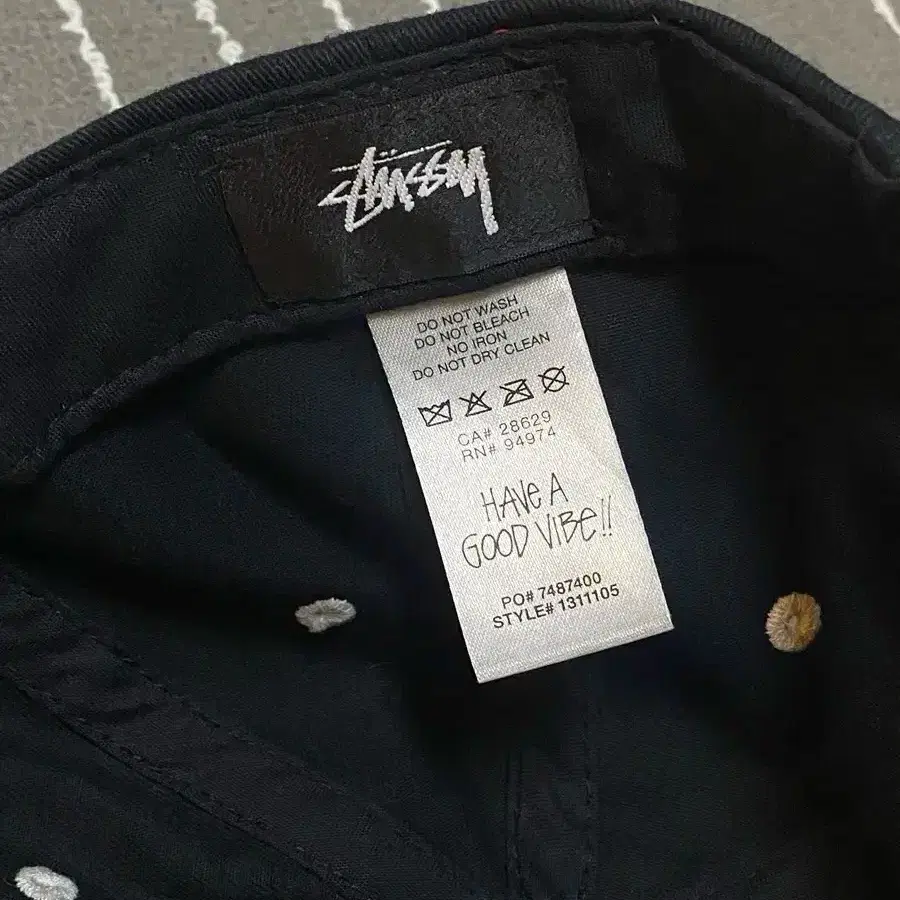 Stüssy
DO NOT WASH
DO NOT BLEACH
NO IRON
DO NOT DRY CLEAN
CA# 28629
RN# 94974
HAVE A
GOOD VIBE!!
PO# 7487400
STYLE# 1311105